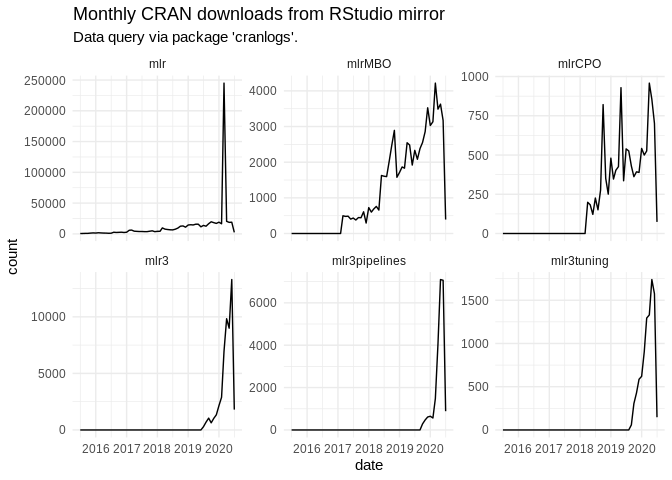 Monthly CRAN downloads from RStudio mirror
Data query via package 'cranlogs'.
mlr
mlrMBO
mlrCPO
250000
200000
150000
100000
50000
0
4000
3000
2000
1000
0
1000
750
500
250
0
count
mlr3
mlr3pipelines
mlr3tuning
10000
5000
0
6000
4000
2000
0
1500
1000
500
0
2016 2017 2018 2019 2020
2016 2017 2018 2019 2020
2016 2017 2018 2019 2020
date